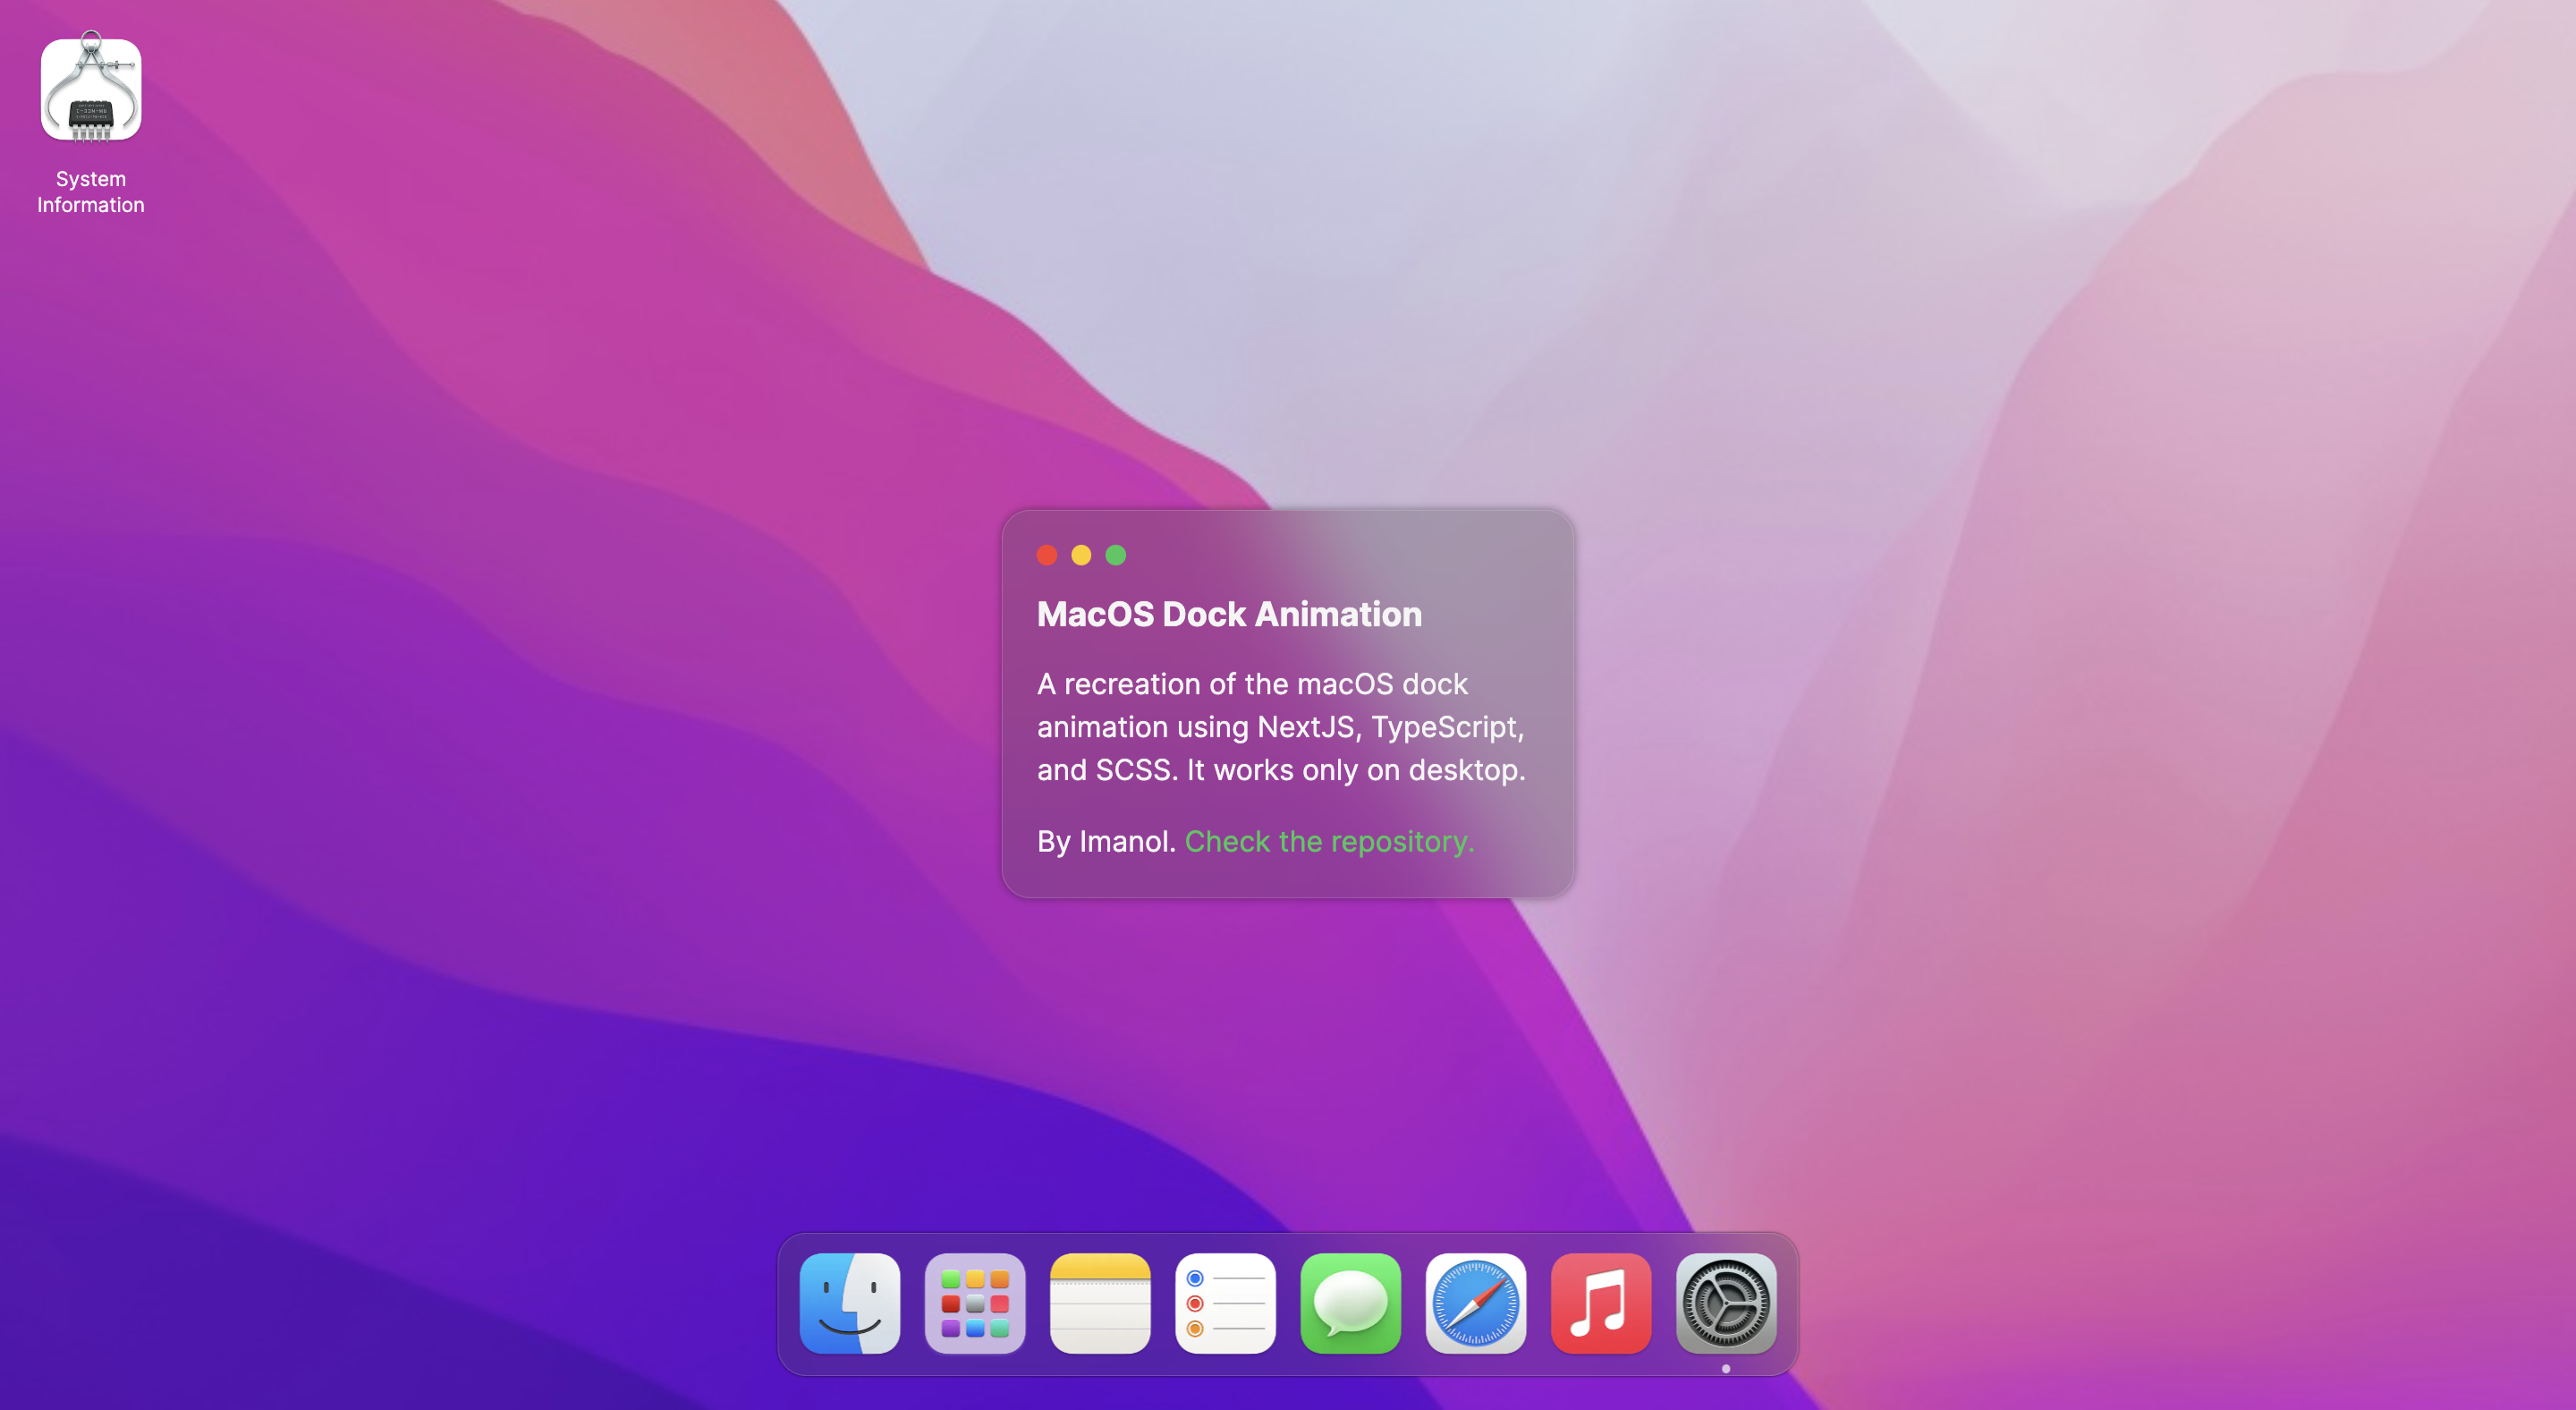 System
Information
MacOS Dock Animation
A recreation of the macOS dock
animation using NextJS, TypeScript,
and SCSS. It works only on desktop.
By Imanol. Check the repository.